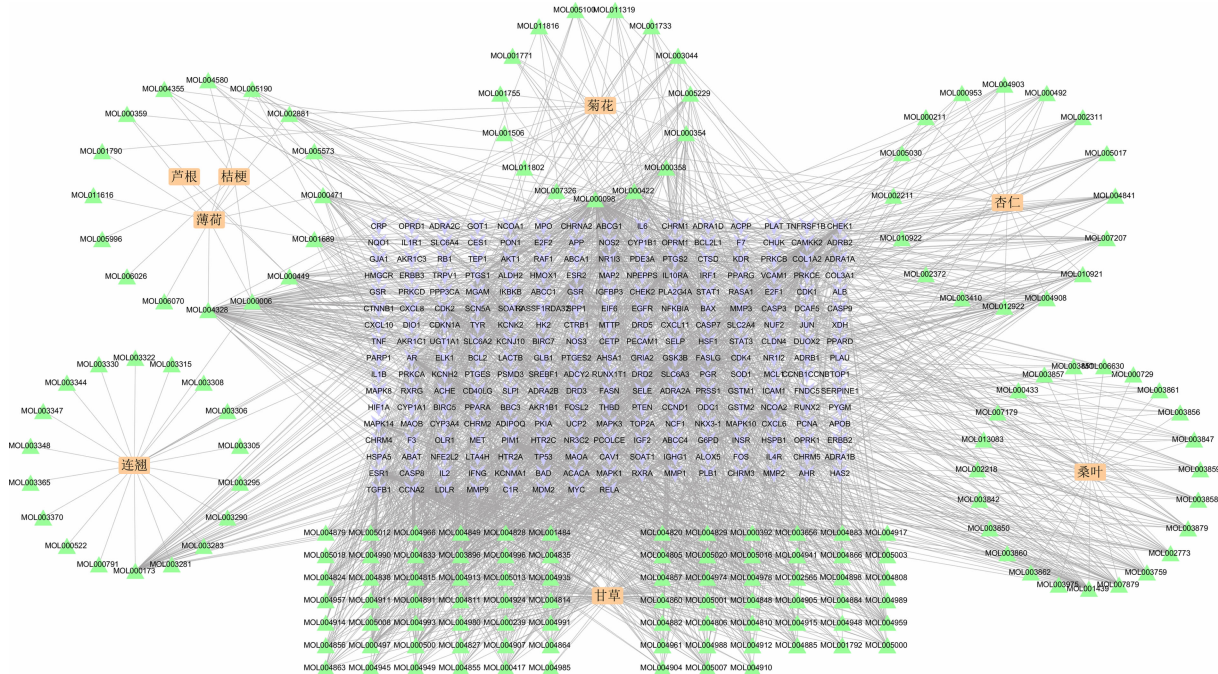 MOL005100 MOL011319
MOL011816 MOL001733
MOL001771 MOL003044
MOL001755 MOL005229
菊花
MOL001506 MOL000354
MOL011802 MOL000358
MOL007326 MOL000422
MOL000098
MOL004580
MOL004355 MOL005190
MOL000359 MOL002881
MOL001790 MOL005573
芦根 桔梗
MOL011616 MOL000471
薄荷
MOL005996 MOL001689
MOL006026 MOL000449
MOL006070 MOL000006
MOL004328
MOL004903
MOL000953 MOL000492
MOL000211 MOL002311
MOL005030 MOL005017
MOL002211 MOL004841
杏仁
MOL010922 MOL007207
MOL002372 MOL010921
MOL003410 MOL004908
MOL012922
CRP OPRD1 ADRA2C GOT1 NCOA1 MPO CHRNA2 ABCG1 IL6 CHRM1 ADRA1D ACPP PLAT TNFRSF1B CHEK1
NQO1 IL1R1 SLC6A4 CES1 PON1 E2F2 APP NOS2 CYP1B1 OPRM1 BCL2L1 F7 CHUK CAMKK2 ADRB2
GJA1 AKR1C3 RB1 TEP1 AKT1 RAF1 ABCA1 NR1I3 PDE3A PTGS2 CTSD KDR PRKCB COL1A2 ADRA1A
HMGCR ERBB3 TRPV1 PTGS1 ALDH2 HMOX1 ESR2 MAP2 NPEPPS IL10RA IRF1 PPARG VCAM1 PRKCE COL3A1
GSR PRKCD PPP3CA MGAM IKBKB ABCC1 GSR IGFBP3 CHEK2 PLA2G4A STAT1 RASA1 E2F1 CDK1 ALB
CTNNB1 CXCL8 CDK2 SCN5A SOAT2 RASSF1 RDA32 SPP1 EIF6 EGFR NFKBIA BAX MMP3 CASP3 DCAF5 CASP9
CXCL10 DIO1 CDKN1A TYR KCNK2 HK2 CTRB1 MTTP DRD5 CXCL11 CASP7 SLC2A4 NUF2 JUN XDH
TNF AKR1C1 UGT1A1 SLC6A2 KCNJ10 BIRC7 NOS3 CETP PECAM1 SELP HSF1 STAT3 CLDN4 DUOX2 PPARD
PARP1 AR ELK1 BCL2 LACTB GLB1 PTGES2 AHSA1 GRIA2 GSK3B FASLG CDK4 NR1I2 ADRB1 PLAU
IL1B PRKCA KCNH2 PTGES PSMD3 SREBF1 ADCY2 RUNX1T1 DRD2 SLC6A3 PGR SOD1 MCL1 CCNB1 CCNBTOP1
MAPK8 RXRG ACHE CD40LG SLPI ADRA2B DRD3 FASN SELE ADRA2A PRSS1 GSTM1 ICAM1 FNDC5 SERPINE1
HIF1A CYP1A1 BIRC5 PPARA BBC3 AKR1B1 FOSL2 THBD PTEN CCND1 ODC1 GSTM2 NCOA2 RUNX2 PYGM
MAPK14 MAOB CYP3A4 CHRM2 ADIPOQ PKIA UCP2 MAPK3 TOP2A NCF1 NKX3-1 MAPK10 CXCL6 PCNA APOB
CHRM4 F3 OLR1 MET PIM1 HTR2C NR3C2 PCOLCE IGF2 ABCC4 G6PD INSR HSPB1 OPRK1 ERBB2
HSPA5 ABAT NFE2L2 LTA4H HTR2A TP53 MAOA CAV1 SOAT1 IGHG1 ALOX5 FOS IL4R CHRM5 ADRA1B
ESR1 CASP8 IL2 IFNG KCNMA1 BAD ACACA MAPK1 RXRA MMP1 PLB1 CHRM3 MMP2 AHR HAS2
TGFB1 CCNA2 LDLR MMP9 C1R MDM2 MYC RELA
MOL003322
MOL003330 MOL003315
MOL003344 MOL003308
MOL003347 MOL003306
MOL003348 MOL003305
连翘
MOL003365 MOL003295
MOL003370 MOL003290
MOL000522 MOL003283
MOL000791 MOL003281
MOL000173
MOL006630
MOL003857 MOL000729
MOL000433 MOL003861
MOL007179 MOL003856
MOL013083 MOL003847
MOL002218 MOL003859
桑叶
MOL003842 MOL003858
MOL003850 MOL003879
MOL003860 MOL002773
MOL003862 MOL003759
MOL003975 MOL007879
MOL001439
MOL004879 MOL005012 MOL004966 MOL004849 MOL004828 MOL001484 MOL004820 MOL004829 MOL000392 MOL003656 MOL004883 MOL004917
MOL005018 MOL004990 MOL004833 MOL003896 MOL004996 MOL004835 MOL004805 MOL005020 MOL005016 MOL004941 MOL004866 MOL005003
MOL004824 MOL004838 MOL004815 MOL004913 MOL005013 MOL004935 MOL004857 MOL004974 MOL004978 MOL002565 MOL004898 MOL004808
甘草
MOL004957 MOL004911 MOL004891 MOL004811 MOL004924 MOL004814 MOL004860 MOL005001 MOL004848 MOL004905 MOL004884 MOL004989
MOL004914 MOL005008 MOL004993 MOL004980 MOL000239 MOL004991 MOL004882 MOL004806 MOL004810 MOL004915 MOL004948 MOL004959
MOL004856 MOL000497 MOL000500 MOL004827 MOL004907 MOL004864 MOL004961 MOL004988 MOL004912 MOL004885 MOL001792 MOL005000
MOL004863 MOL004945 MOL004949 MOL004855 MOL000417 MOL004985 MOL004904 MOL005007 MOL004910